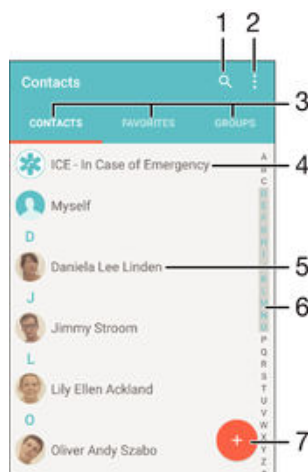 1 2
Contacts
3
CONTACTS FAVORITES GROUPS
ICE - In Case of Emergency 4
Myself
D
Daniela Lee Linden 5
J
Jimmy Stroom
L
Lily Ellen Ackland
O
Oliver Andy Szabo
A
B
C
6
P
Q
R
S
T
U
V
W
X
Y
Z
+ 7